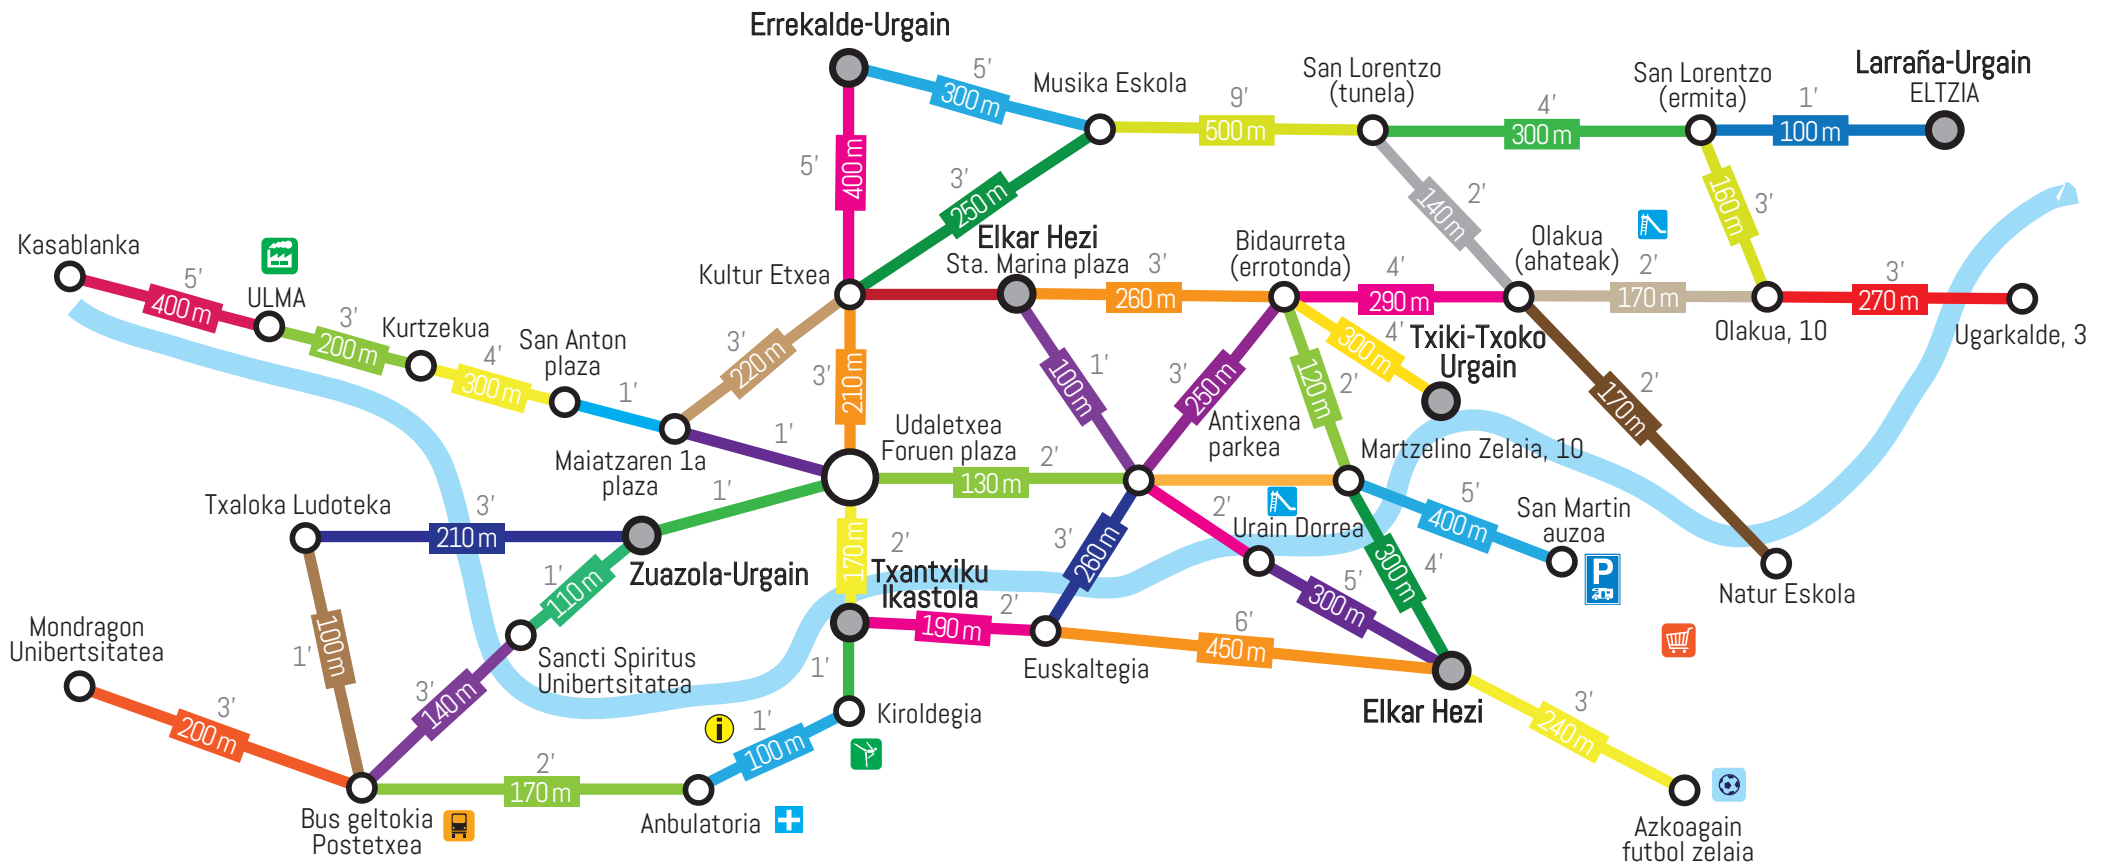 Errekalde-Urgain
5'
300 m
Musika Eskola
9'
500 m
San Lorentzo
(tunela)
4'
300 m
San Lorentzo
(ermita)
1'
100 m
Larraña-Urgain
ELTZIA
5'
400 m
3'
250 m
2'
140 m
160 m
3'
Kasablanka
5'
400 m
ULMA
3'
200 m
Kurtzekua
4'
300 m
San Anton
plaza
1'
Kultur Etxea
Elkar Hezi
Sta. Marina plaza
3'
260 m
Bidaurreta
(errotonda)
4'
290 m
Olakua
(ahateak)
2'
170 m
Olakua, 10
3'
270 m
Ugarkalde, 3
3'
220 m
3'
210 m
1'
100 m
3'
250 m
120 m
2'
300 m
4'
Txiki-Txoko
Urgain
2'
170 m
Maiatzaren 1a
plaza
1'
Udaletxea
Foruen plaza
2'
130 m
Antixena
parkea
Martzelino Zelaia, 10
Txaloka Ludoteka
3'
210 m
1'
Zuazola-Urgain
170 m
2'
Txantxiku
Ikastola
3'
260 m
2'
Urain Dorrea
5'
400 m
San Martin
auzoa
P
Natur Eskola
1'
110 m
2'
190 m
5'
300 m
300 m
4'
Mondragon
Unibertsitatea
1'
100 m
Sancti Spiritus
Unibertsitatea
3'
140 m
1'
Euskaltegia
6'
450 m
Elkar Hezi
3'
240 m
3'
200 m
i
1'
100 m
Kiroldegia
2'
170 m
Bus geltokia
Postetxea
Anbulatoria
Azkoagain
futbol zelaia